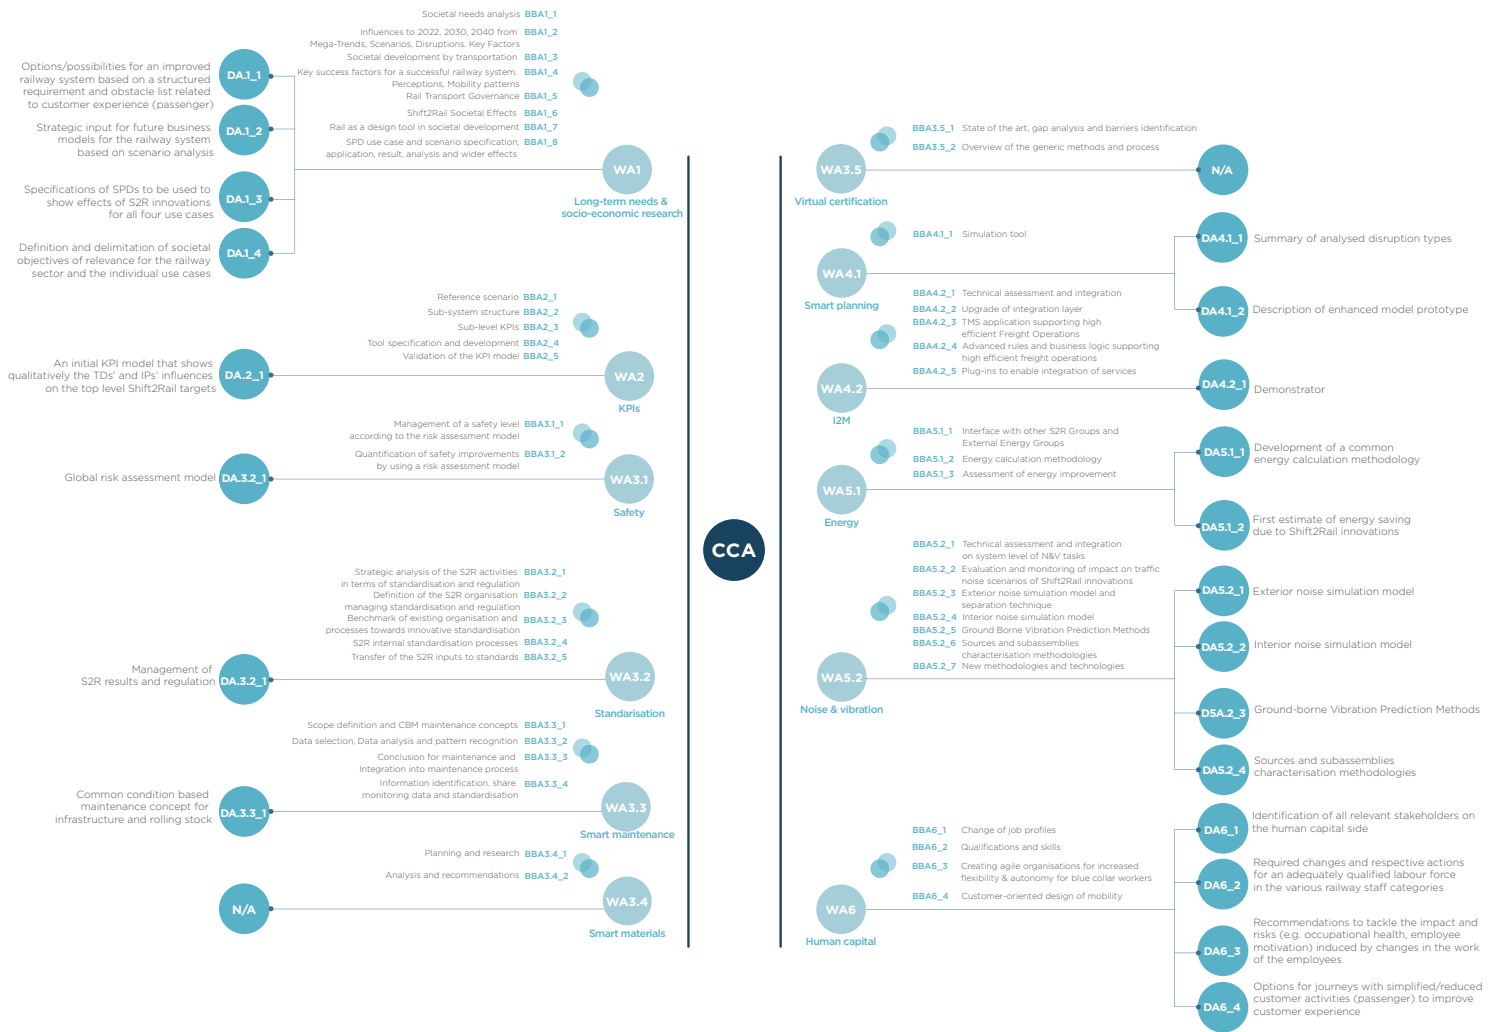 Societal needs analysis BBA1_1
Influences to 2022, 2030, 2040 from BBA1_2
Mega-Trends, Scenarios, Disruptions. Key Factors
Societal development by transportation BBA1_3
Key success factors for a successful railway system. BBA1_4
Perceptions, Mobility patterns
Rail Transport Governance BBA1_5
Shift2Rail Societal Effects BBA1_6
Rail as a design tool in societal development BBA1_7
SPD use case and scenario specification, BBA1_8
application, result, analysis and wider effects
Options/possibilities for an improved
railway system based on a structured
requirement and obstacle list related
to customer experience (passenger)
DA.1_1
Strategic input for future business
models for the railway system
based on scenario analysis
DA.1_2
Specifications of SPDs to be used to
show effects of S2R innovations
for all four use cases
DA.1_3
Definition and delimitation of societal
objectives of relevance for the railway
sector and the individual use cases
DA.1_4
WA1
Long-term needs &
socio-economic research
Reference scenario BBA2_1
Sub-system structure BBA2_2
Sub-level KPIs BBA2_3
Tool specification and development BBA2_4
Validation of the KPI model BBA2_5
An initial KPI model that shows
qualitatively the TDs' and IPs' influences
on the top level Shift2Rail targets
DA.2_1
WA2
KPIs
Management of a safety level BBA3.1_1
according to the risk assessment model
Quantification of safety improvements BBA3.1_2
by using a risk assessment model
Global risk assessment model
DA.3.2_1
WA3.1
Safety
Strategic analysis of the S2R activities BBA3.2_1
in terms of standardisation and regulation
Definition of the S2R organisation BBA3.2_2
managing standardisation and regulation
Benchmark of existing organisation and BBA3.2_3
processes towards innovative standardisation
S2R internal standardisation processes BBA3.2_4
Transfer of the S2R inputs to standards BBA3.2_5
Management of
S2R results and regulation
DA.3.2_1
WA3.2
Standarisation
Scope definition and CBM maintenance concepts BBA3.3_1
Data selection, Data analysis and pattern recognition BBA3.3_2
Conclusion for maintenance and BBA3.3_3
Integration into maintenance process
Information identification, share BBA3.3_4
monitoring data and standardisation
Common condition based
maintenance concept for
infrastructure and rolling stock
DA.3.3_1
WA3.3
Smart maintenance
Planning and research BBA3.4_1
Analysis and recommendations BBA3.4_2
N/A
WA3.4
Smart materials
CCA
BBA3.5_1 State of the art, gap analysis and barriers identification
BBA3.5_2 Overview of the generic methods and process
WA3.5
Virtual certification
N/A
BBA4.1_1 Simulation tool
WA4.1
Smart planning
DA4.1_1
Summary of analysed disruption types
DA4.1_2
Description of enhanced model prototype
BBA4.2_1 Technical assessment and integration
BBA4.2_2 Upgrade of integration layer
BBA4.2_3 TMS application supporting high
efficient Freight Operations
BBA4.2_4 Advanced rules and business logic supporting
high efficient freight operations
BBA4.2_5 Plug-ins to enable integration of services
WA4.2
I2M
DA4.2_1
Demonstrator
BBA5.1_1 Interface with other S2R Groups and
External Energy Groups
BBA5.1_2 Energy calculation methodology
BBA5.1_3 Assessment of energy improvement
WA5.1
Energy
DA5.1_1
Development of a common
energy calculation methodology
DA5.1_2
First estimate of energy saving
due to Shift2Rail innovations
BBA5.2_1 Technical assessment and integration
on system level of N&V tasks
BBA5.2_2 Evaluation and monitoring of impact on traffic
noise scenarios of Shift2Rail innovations
BBA5.2_3 Exterior noise simulation model and
separation technique
BBA5.2_4 Interior noise simulation model
BBA5.2_5 Ground Borne Vibration Prediction Methods
BBA5.2_6 Sources and subassemblies
characterisation methodologies
BBA5.2_7 New methodologies and technologies
WA5.2
Noise & vibration
DA5.2_1
Exterior noise simulation model
DA5.2_2
Interior noise simulation model
D5A.2_3
Ground-borne Vibration Prediction Methods
DA5.2_4
Sources and subassemblies
characterisation methodologies
BBA6_1 Change of job profiles
BBA6_2 Qualifications and skills
BBA6_3 Creating agile organisations for increased
flexibility & autonomy for blue collar workers
BBA6_4 Customer-oriented design of mobility
WA6
Human capital
DA6_1
Identification of all relevant stakeholders on
the human capital side
DA6_2
Required changes and respective actions
for an adequately qualified labour force
in the various railway staff categories
DA6_3
Recommendations to tackle the impact and
risks (e.g. occupational health, employee
motivation) induced by changes in the work
of the employees
DA6_4
Options for journeys with simplified/reduced
customer activities (passenger) to improve
customer experience